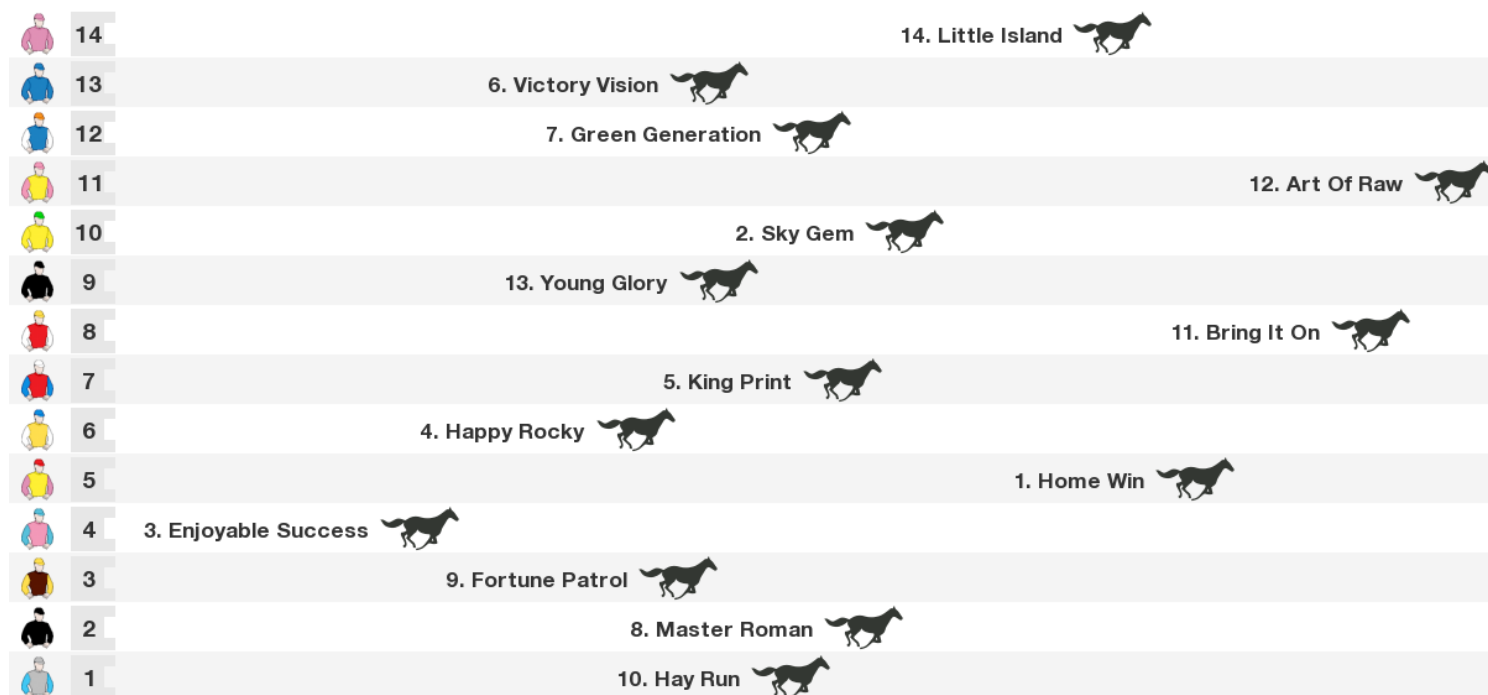 14 14. Little Island
13 6. Victory Vision
12 7. Green Generation
11 12. Art Of Raw
10 2. Sky Gem
9 13. Young Glory
8 11. Bring It On
7 5. King Print
6 4. Happy Rocky
5 1. Home Win
4 3. Enjoyable Success
3 9. Fortune Patrol
2 8. Master Roman
1 10. Hay Run